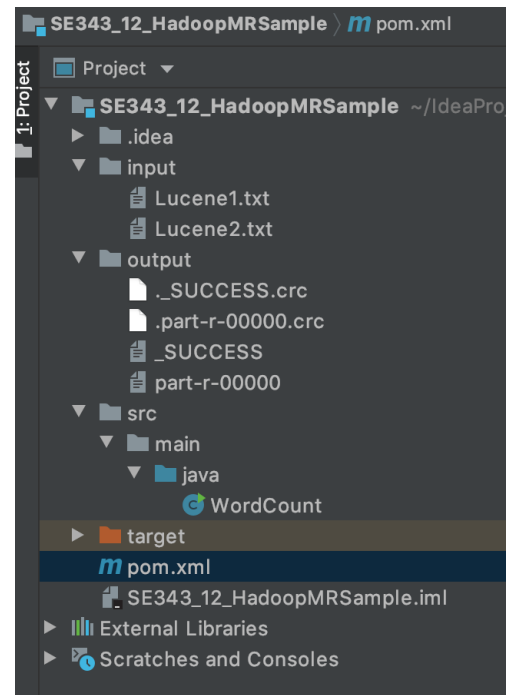 SE343_12_HadoopMRSample 〉 m pom.xml
1: Project
Project
SE343_12_HadoopMRSample ~/IdeaPro
.idea
input
Lucene1.txt
Lucene2.txt
output
._SUCCESS.crc
.part-r-00000.crc
_SUCCESS
part-r-00000
src
main
java
C WordCount
target
m pom.xml
SE343_12_HadoopMRSample.iml
External Libraries
Scratches and Consoles